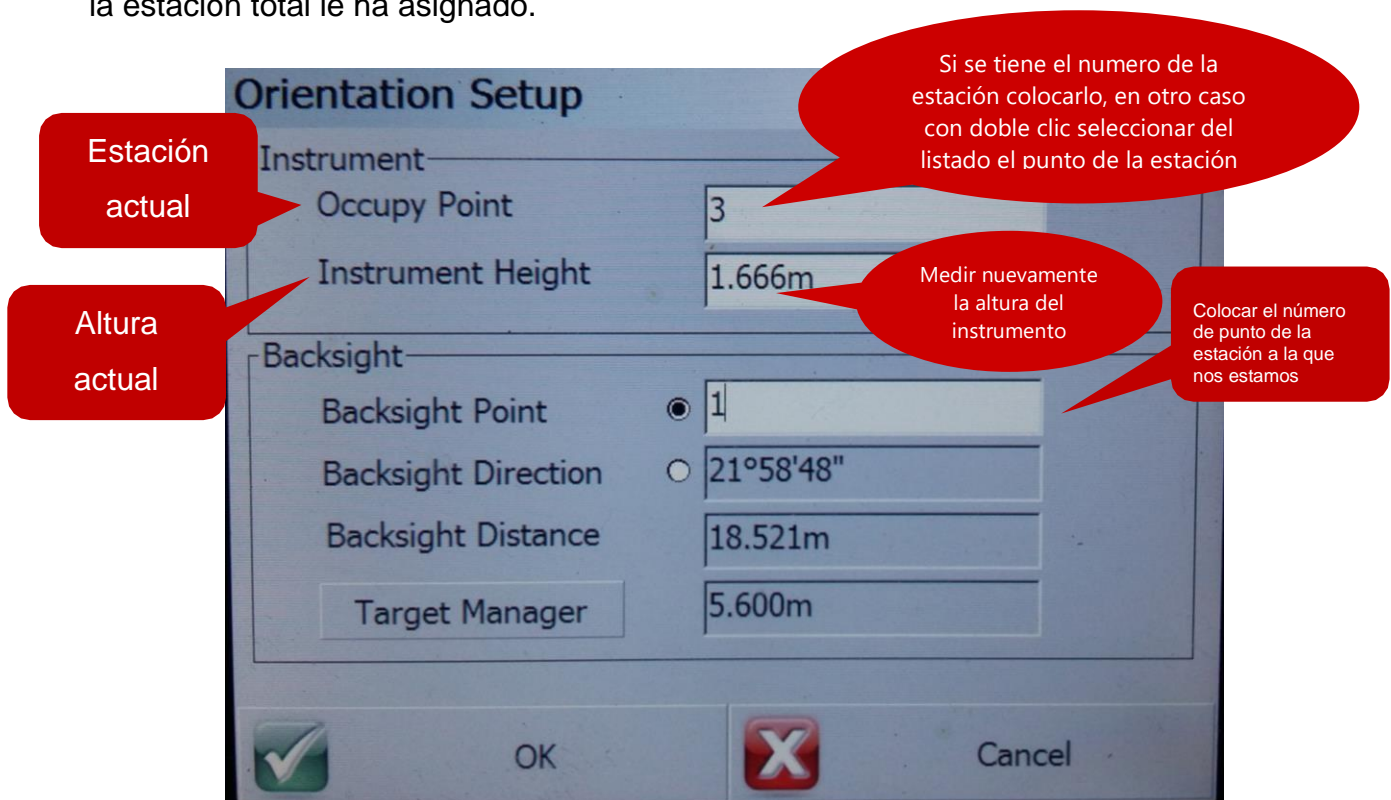 la estación total le ha asignado.
Si se tiene el numero de la
estación colocarlo, en otro caso
con doble clic seleccionar del
listado el punto de la estación
Orientation Setup
Estación
actual
Instrument
Occupy Point
3
Instrument Height
1.666m
Medir nuevamente
la altura del
instrumento
Altura
actual
Colocar el número
de punto de la
estación a la que
nos estamos
Backsight
Backsight Point
1
Backsight Direction
21°58'48"
Backsight Distance
18.521m
Target Manager
5.600m
OK
Cancel